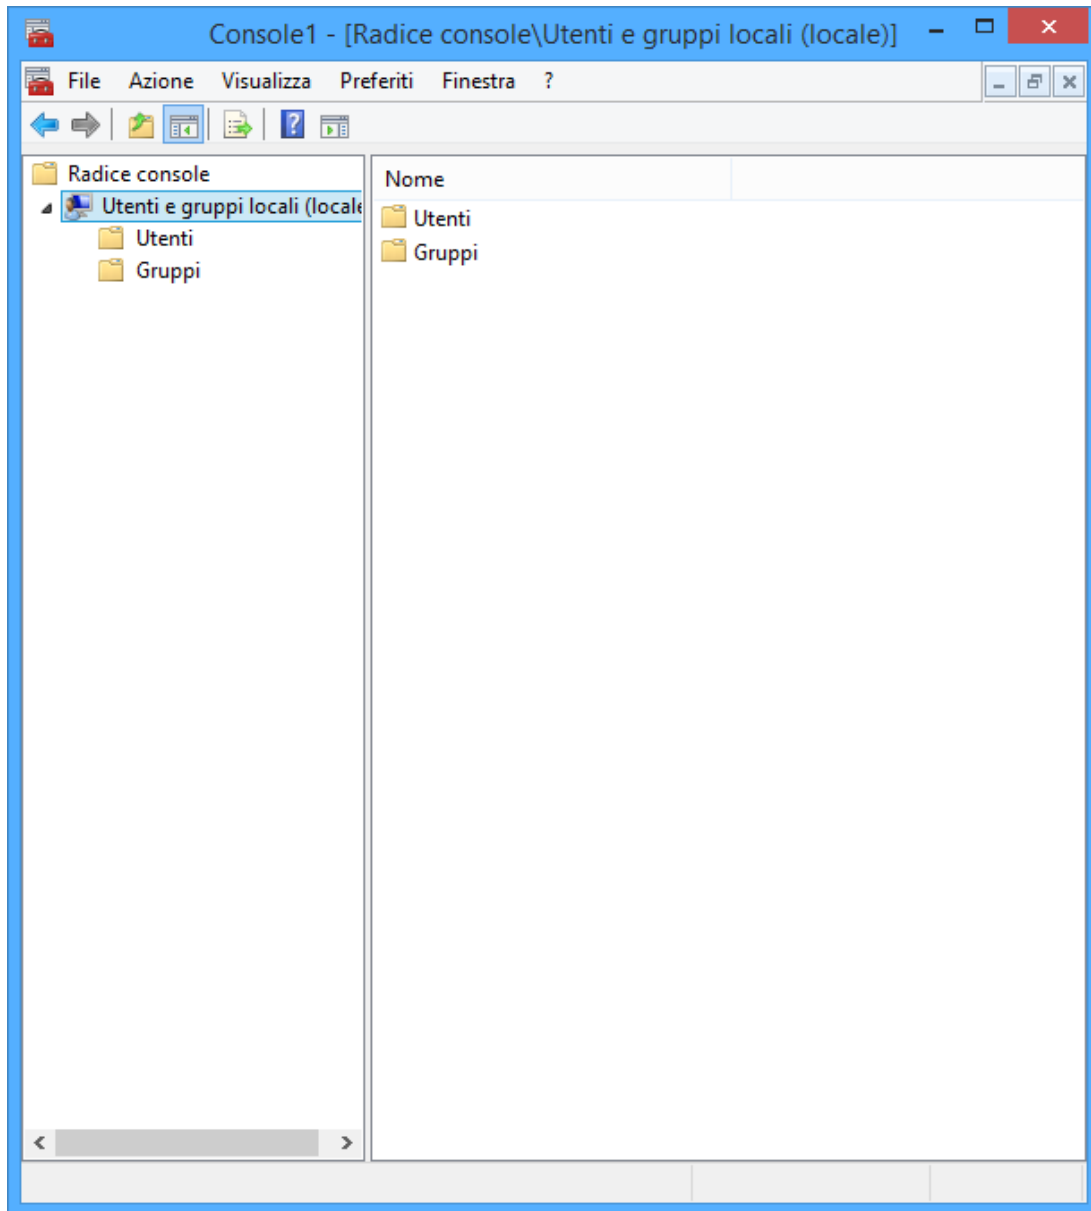 Console1 - [Radice console\Utenti e gruppi locali (locale)]
File Azione Visualizza Preferiti Finestra ?
Radice console
Utenti e gruppi locali (locale
Utenti
Gruppi
Nome
Utenti
Gruppi